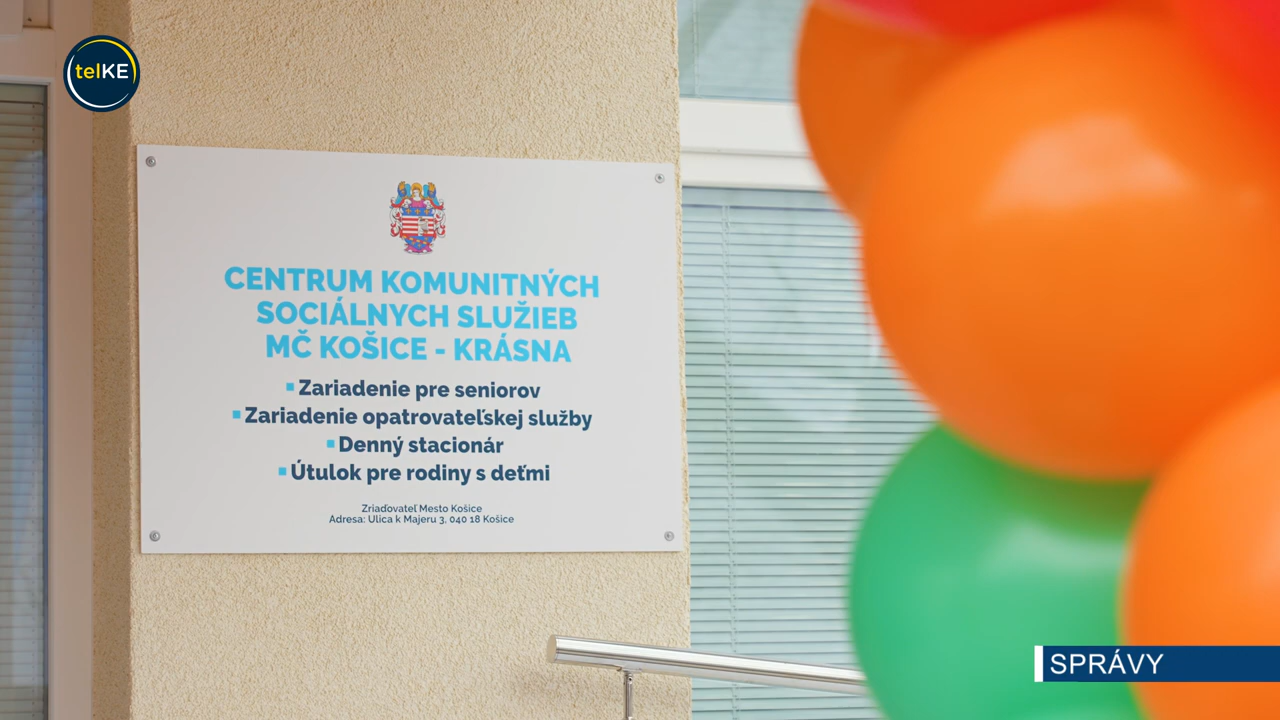 telKE
CENTRUM KOMUNITNÝCH
SOCIÁLNYCH SLUŽIEB
MČ KOŠICE - KRÁSNA
▪ Zariadenie pre seniorov
▪ Zariadenie opatrovateľskej služby
▪ Denný stacionár
▪ Útulok pre rodiny s deťmi
Zriaďovateľ Mesto Košice
Adresa: Ulica k Majeru 3, 040 18 Košice
SPRÁVY